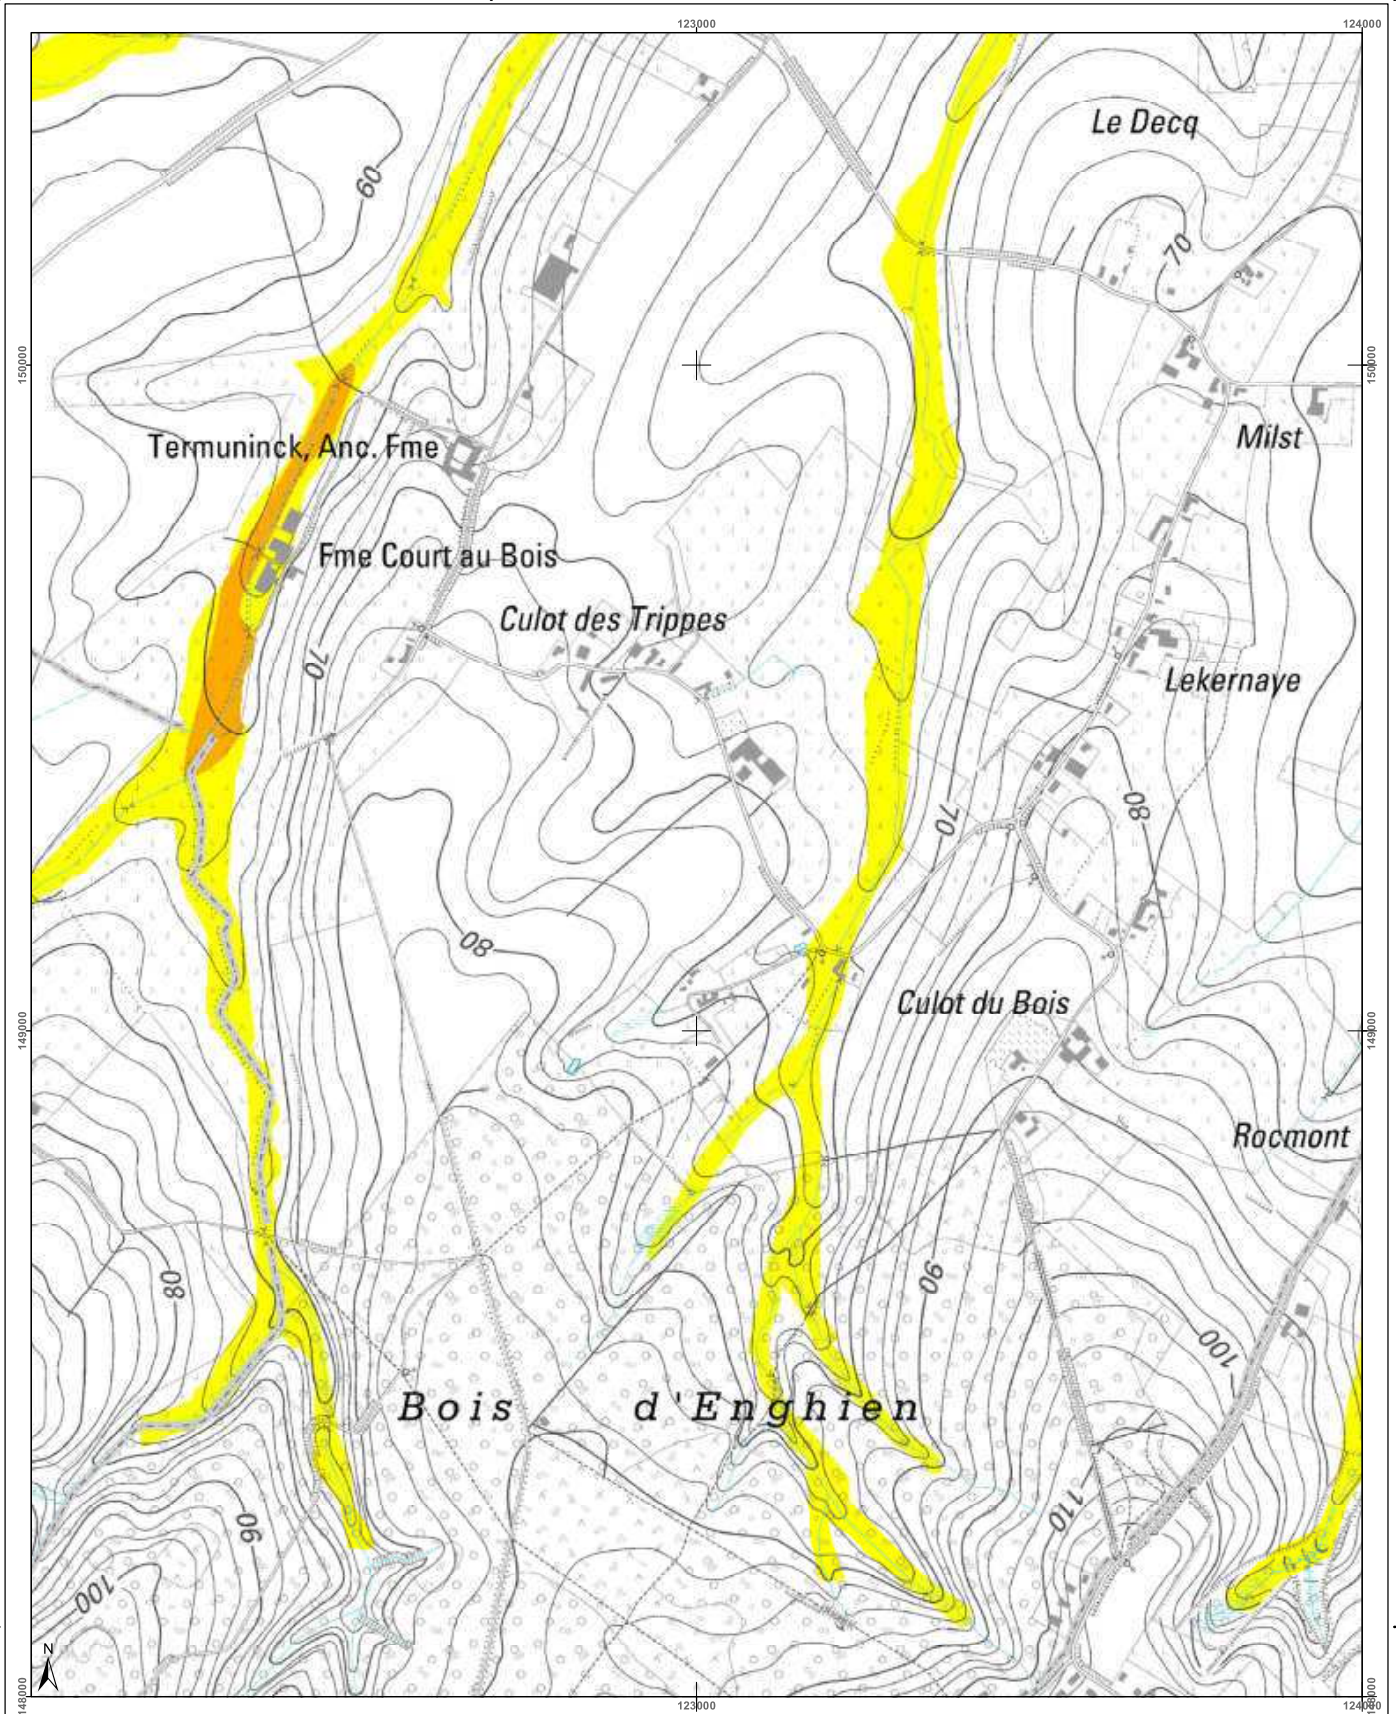 123000
124000
Le Decq
60
70
150000
150000
Termuninck, Anc. Fme
Milst
Fme Court au Bois
Culot des Trippes
70
Lekernaye
80
70
80
Culot du Bois
149000
149000
Rocmont
80
90
100
Bois d'Enghien
110
90
100
N
148000
123000
124000
148000